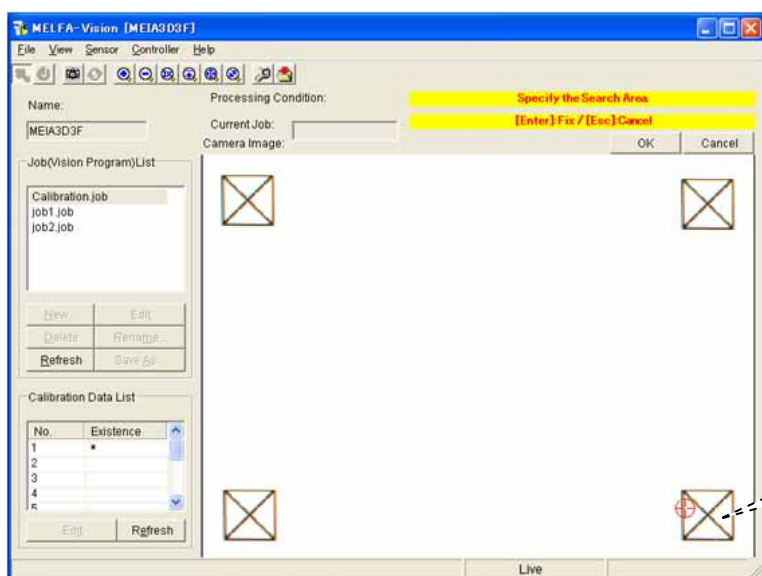 MELFA-Vision [MEIA3D3F]
File View Sensor Controller Help
Name:
MEIA3D3F
Processing Condition:
Current Job:
Specify the Search Area
[Enter]:Fix / [Esc]:Cancel
Camera Image:
OK Cancel
Job(Vision Program)List
Calibration.job
job1.job
job2.job
New Edit
Delete Rename...
Refresh Save As
Calibration Data List
No. Existence
1 *
2
3
4
5
Edit Refresh
Live